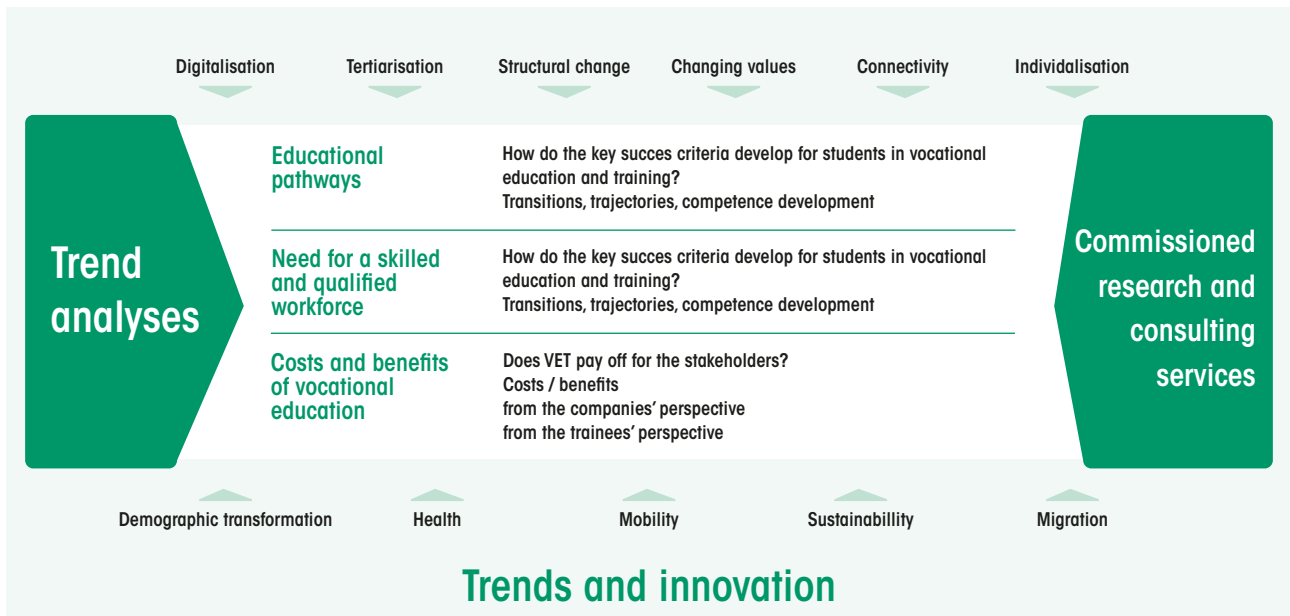 Digitalisation
Tertiarisation
Structural change
Changing values
Connectivity
Individalisation
Trend
analyses
Educational
pathways
How do the key succes criteria develop for students in vocational
education and training?
Transitions, trajectories, competence development
Need for a skilled
and qualified
workforce
How do the key succes criteria develop for students in vocational
education and training?
Transitions, trajectories, competence development
Costs and benefits
of vocational
education
Does VET pay off for the stakeholders?
Costs / benefits
from the companies’ perspective
from the trainees’ perspective
Commissioned
research and
consulting
services
Demographic transformation
Health
Mobility
Sustainabillity
Migration
Trends and innovation